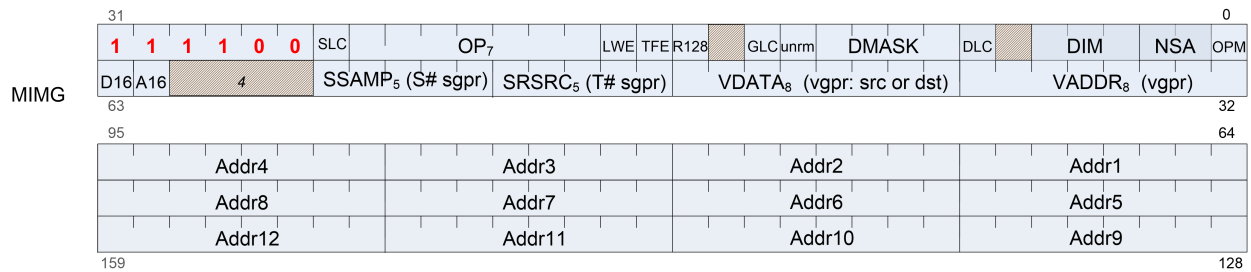 31 0
1 1 1 1 0 0 SLC OP7 LWE TFE R128 GLC unrm DMASK DLC DIM NSA OPM
MIMG
D16 A16 4 SSAMP5 (S# sgpr) SRSRC5 (T# sgpr) VDATA8 (vgpr: src or dst) VADDR8 (vgpr)
63 32
95 64
Addr4 Addr3 Addr2 Addr1
Addr8 Addr7 Addr6 Addr5
Addr12 Addr11 Addr10 Addr9
159 128